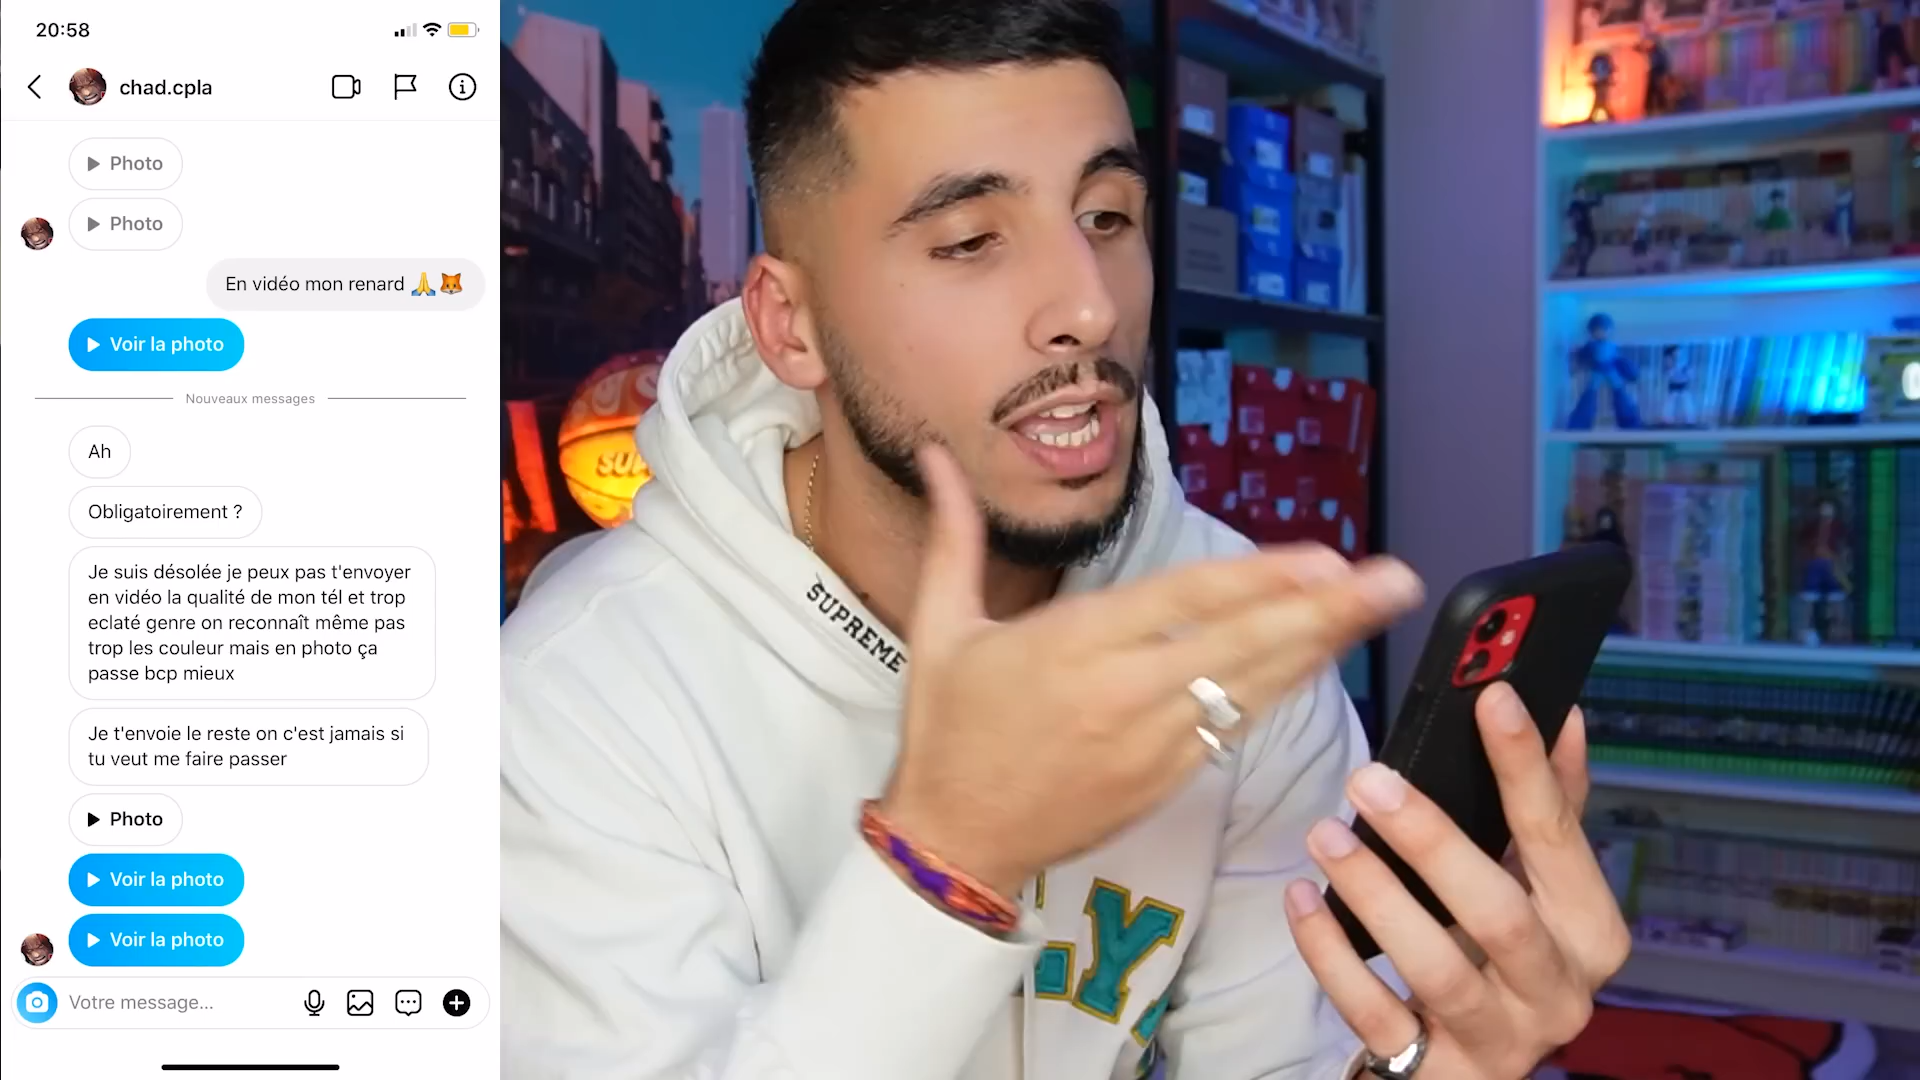 20:58
chad.cpla
Photo
Photo
En vidéo mon renard 🙏🦊
Voir la photo
Nouveaux messages
Ah
Obligatoirement ?
Je suis désolée je peux pas t'envoyer
en vidéo la qualité de mon tél et trop
eclaté genre on reconnaît même pas
trop les couleur mais en photo ça
passe bcp mieux
Je t'envoie le reste on c'est jamais si
tu veut me faire passer
Photo
Voir la photo
Voir la photo
Votre message...
SUPREME
SUP
LY